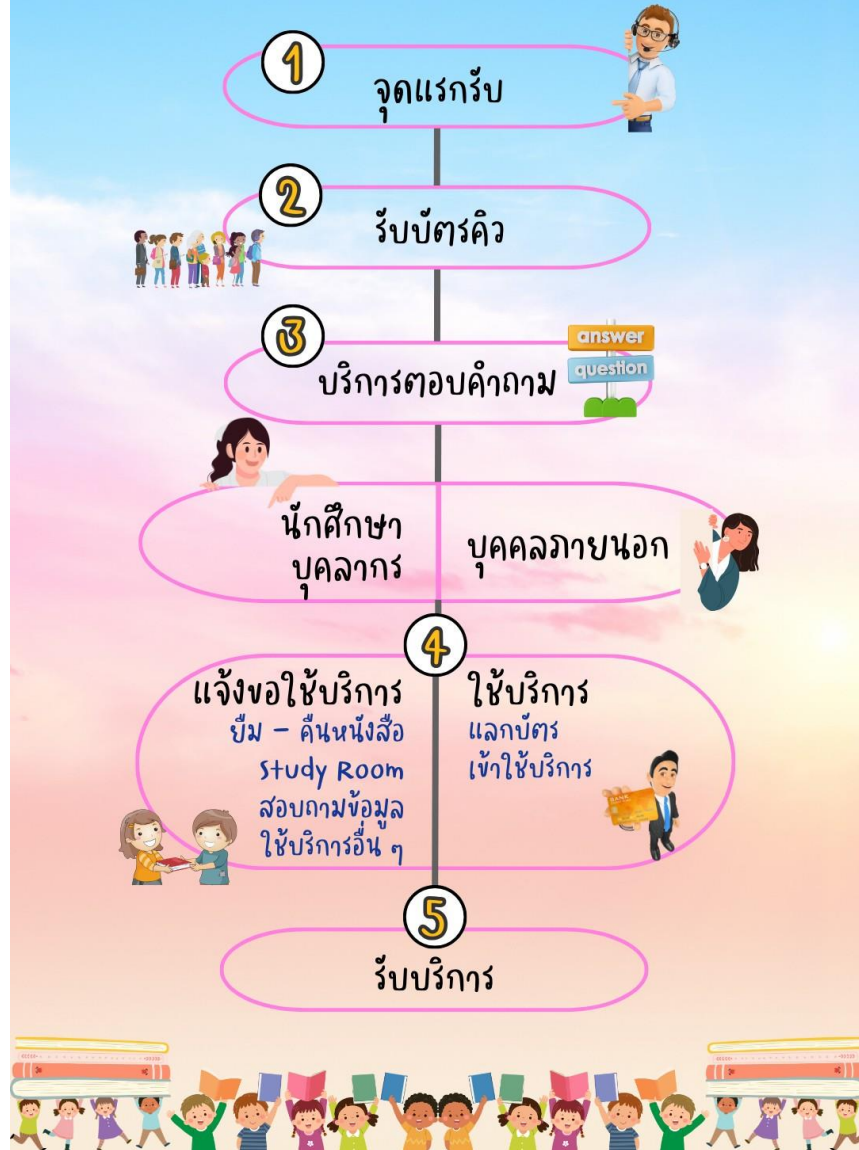 1
จุดแรกรับ
2
รับบัตรคิว
3
บริการตอบคำถาม
answer
question
นักศึกษา
บุคลากร
บุคคลภายนอก
4
แจ้งขอใช้บริการ
ยืม - คืนหนังสือ
Study Room
สอบถามข้อมูล
ใช้บริการอื่น ๆ
ใช้บริการ
แลกบัตร
เข้าใช้บริการ
BANK
5
รับบริการ